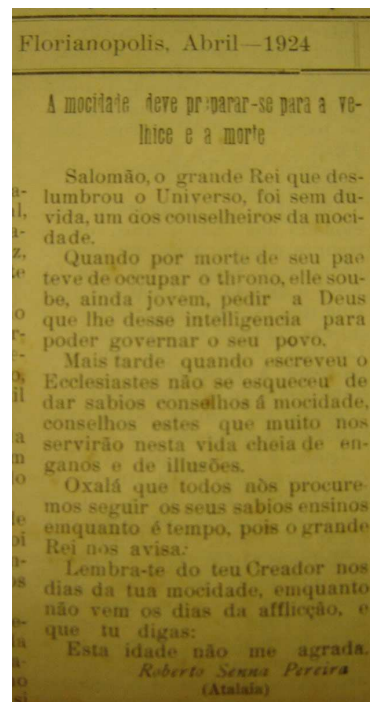 Florianopolis, Abril—1924
A mocidade deve preparar-se para a ve-
lhice e a morte
Salomão, o grande Rei que des-
lumbrou o Universo, foi sem du-
vida, um dos conselheiros da moci-
dade.
Quando por morte de seu pae
teve de occupar o throno, elle sou-
be, ainda jovem, pedir a Deus
que lhe desse intelligencia para
poder governar o seu povo.
Mais tarde quando escreveu o
Ecclesiastes não se esqueceu de
dar sabios conselhos á mocidade,
conselhos estes que muito nos
servirão nesta vida cheia de en-
ganos e de illusões.
Oxalá que todos nòs procure-
mos seguir os seus sabios ensinos
emquanto é tempo, pois o grande
Rei nos avisa:
Lembra-te do teu Creador nos
dias da tua mocidade, emquanto
não vem os dias da afflicção, e
que tu digas:
Esta idade não me agrada.
Roberto Senna Pereira
(Atalaia)